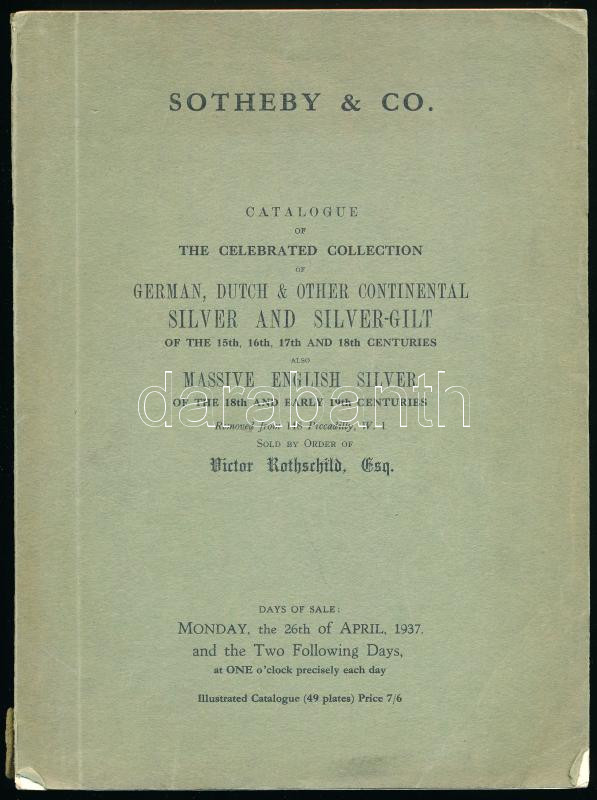 SOTHEBY & CO.
CATALOGUE
OF
THE CELEBRATED COLLECTION
OF
GERMAN, DUTCH & OTHER CONTINENTAL
SILVER AND SILVER-GILT
OF THE 15th, 16th, 17th AND 18th CENTURIES
ALSO
MASSIVE ENGLISH SILVER
darabanth
OF THE 18th AND EARLY 19th CENTURIES
Removed from 148 Piccadilly, W. 1
SOLD BY ORDER OF
Victor Rothschild, Esq.
DAYS OF SALE:
MONDAY, the 26th of APRIL, 1937,
and the Two Following Days,
at ONE o'clock precisely each day
Illustrated Catalogue (49 plates) Price 7/6